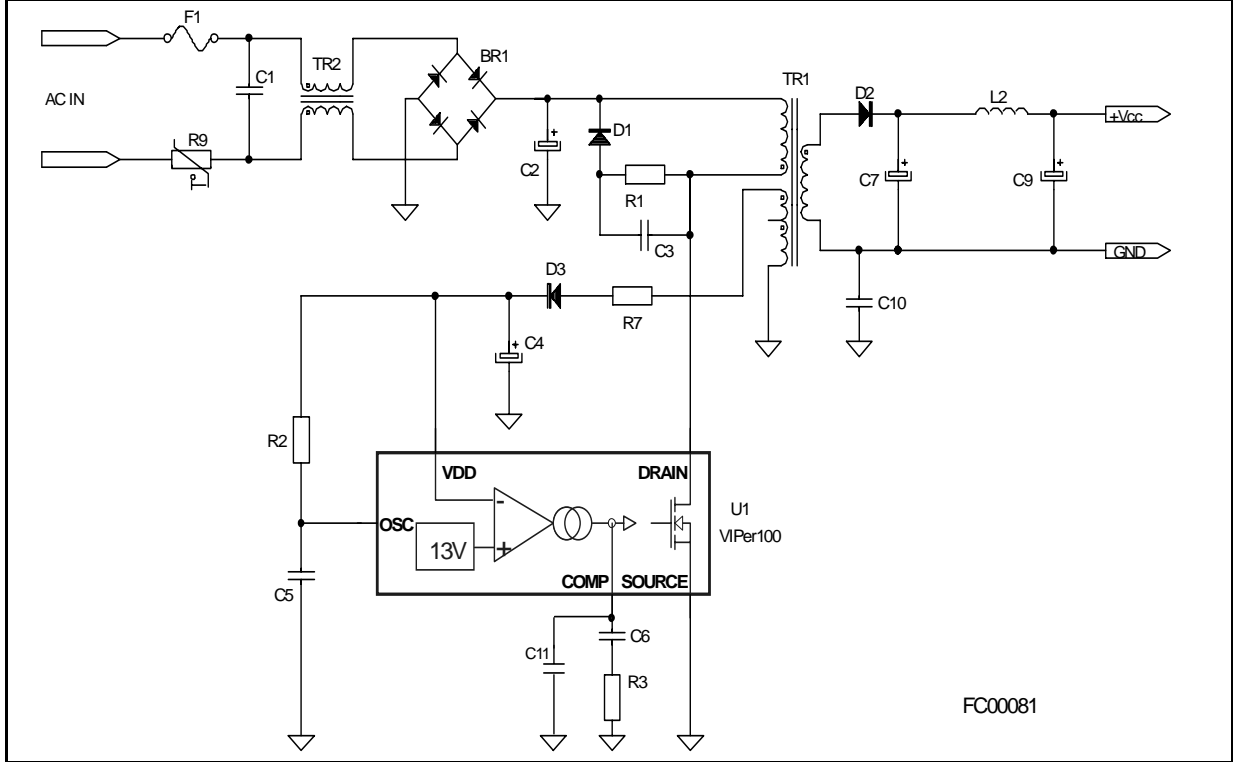 F1
TR2
BR1
C1
AC IN
R9
T°
C2
D1
R1
C3
TR1
D2
L2
+Vcc
C7
C9
GND
C10
D3
R7
C4
R2
VDD
DRAIN
OSC
13V
-
+
COMP SOURCE
U1
VIPer100
C5
C11
C6
R3
FC00081